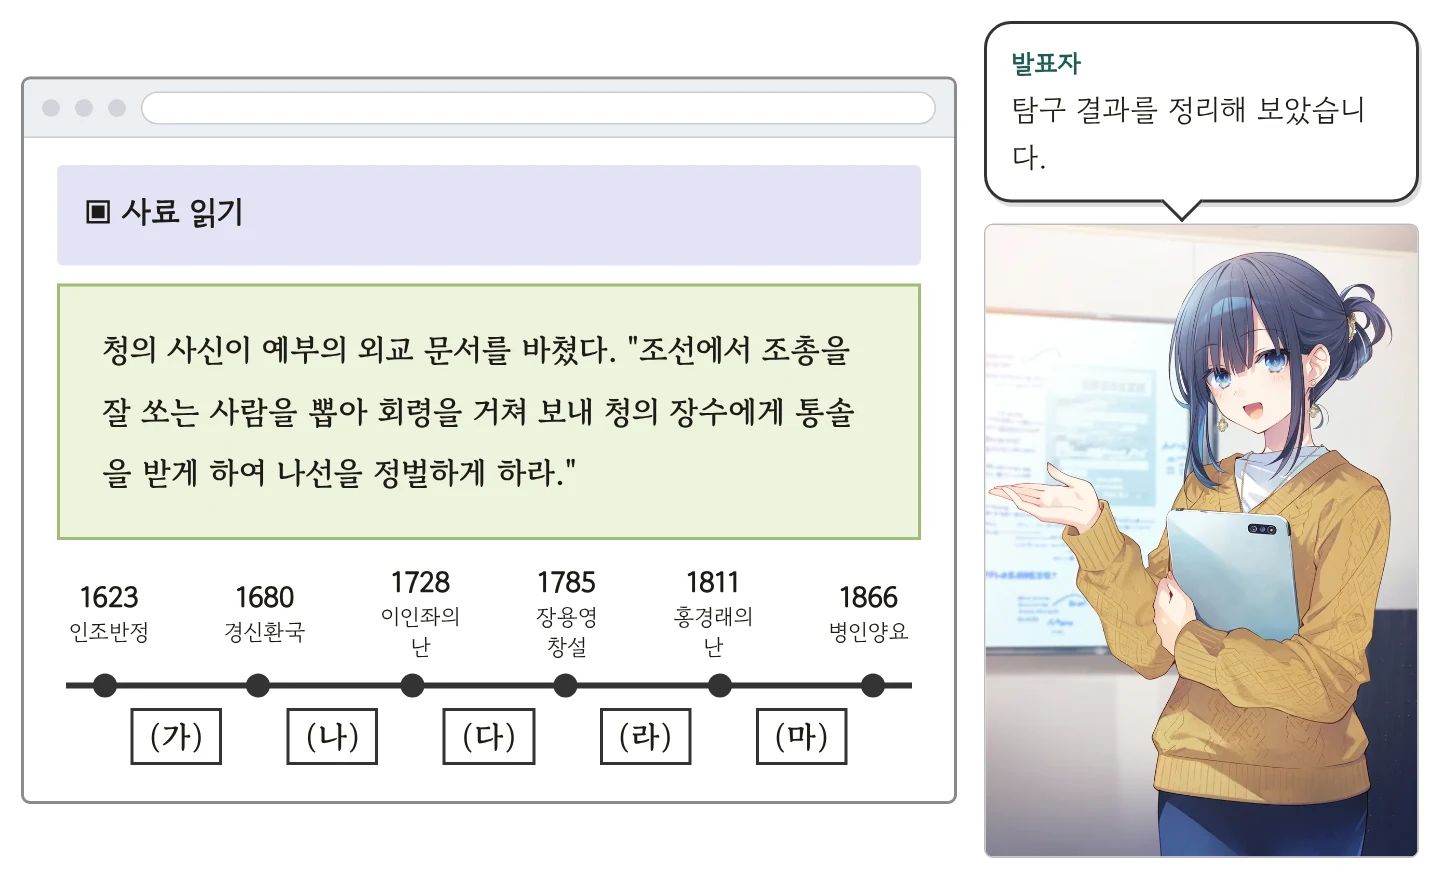 ▣ 사료 읽기
청의 사신이 예부의 외교 문서를 바쳤다. "조선에서 조총을
잘 쏘는 사람을 뽑아 회령을 거쳐 보내 청의 장수에게 통솔
을 받게 하여 나선을 정벌하게 하라."
1623
인조반정
1680
경신환국
1728
이인좌의
난
1785
장용영
창설
1811
홍경래의
난
1866
병인양요
(가)
(나)
(다)
(라)
(마)
발표자
탐구 결과를 정리해 보았습니
다.